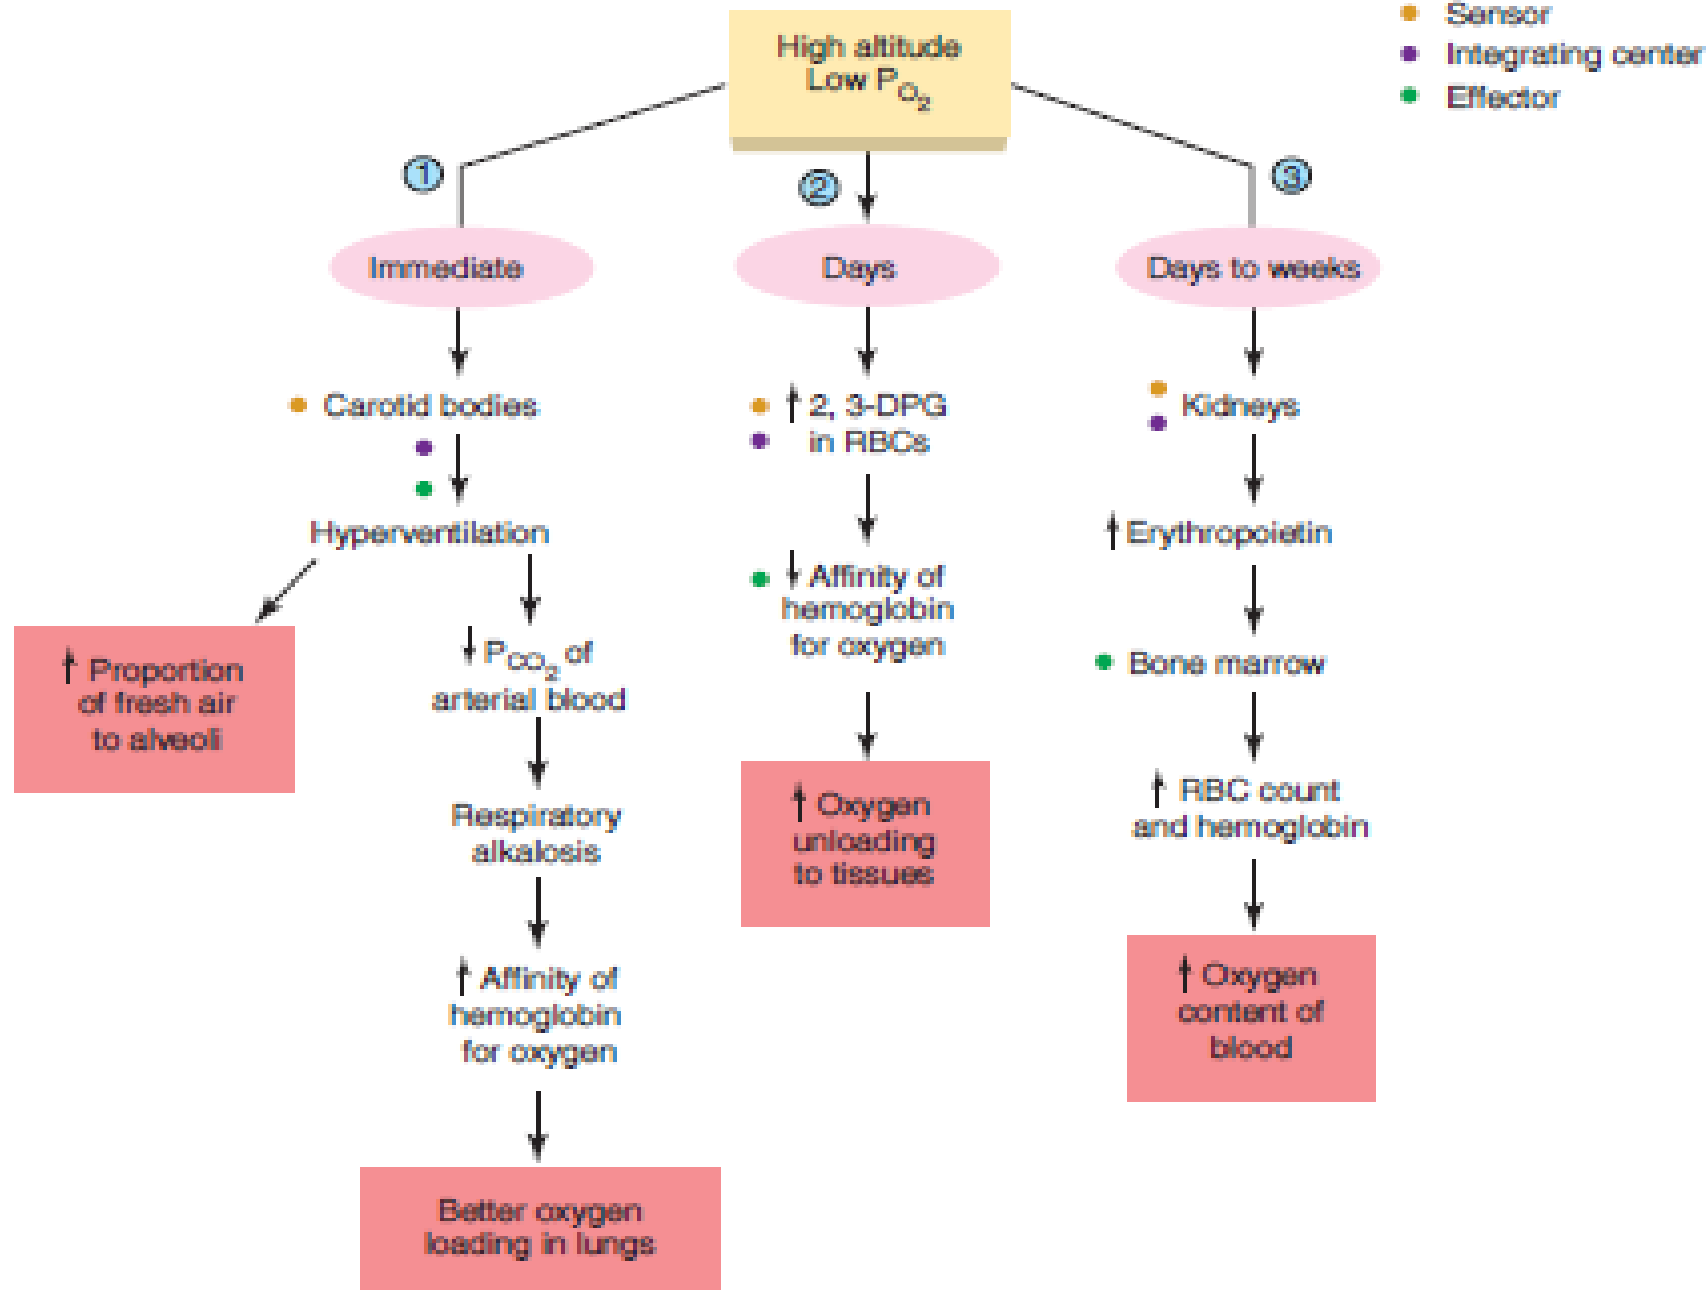 High altitude
Low PO2
Sensor
Integrating center
Effector
1
2
3
Immediate
Days
Days to weeks
Carotid bodies
Hyperventilation
↑ Proportion
of fresh air
to alveoli
↓ PCO2 of
arterial blood
Respiratory
alkalosis
↑ Affinity of
hemoglobin
for oxygen
Better oxygen
loading in lungs
↑ 2, 3-DPG
in RBCs
↓ Affinity of
hemoglobin
for oxygen
↑ Oxygen
unloading
to tissues
Kidneys
↑ Erythropoietin
Bone marrow
↑ RBC count
and hemoglobin
↑ Oxygen
content of
blood